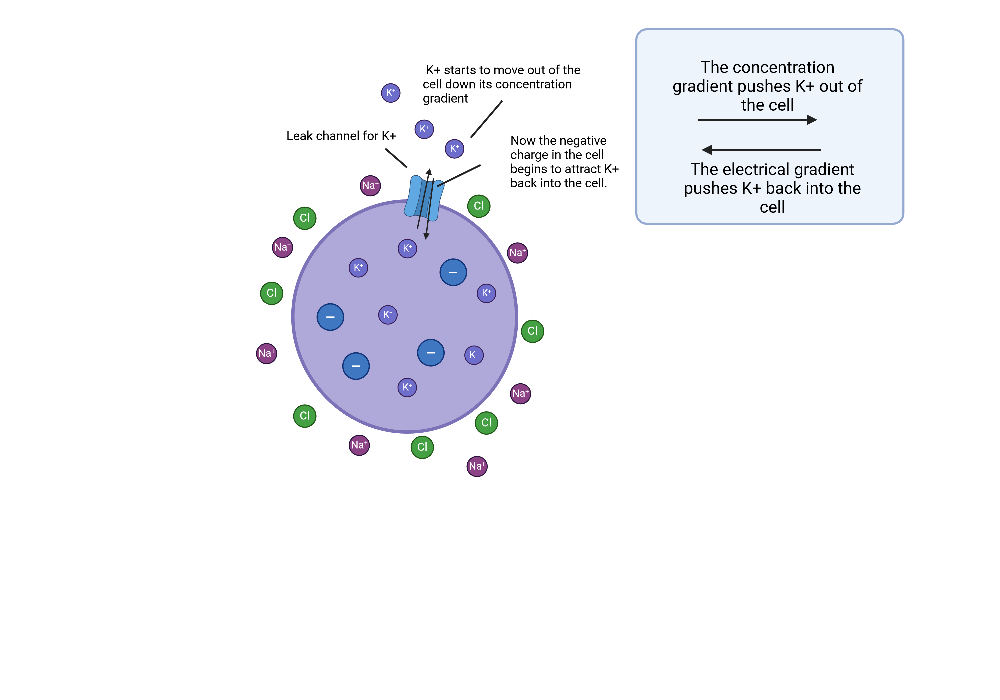 K+ starts to move out of the
cell down its concentration
gradient
Leak channel for K+
Now the negative
charge in the cell
begins to attract K+
back into the cell.
The concentration
gradient pushes K+ out of
the cell
The electrical gradient
pushes K+ back into the
cell
K⁺
K⁺
K⁺
Na⁺
Cl
Cl
Na⁺
K⁺
Na⁺
K⁺
−
Cl
K⁺
−
K⁺
Cl
Na⁺
−
K⁺
−
K⁺
Na⁺
Cl
Cl
Na⁺
Cl
Na⁺